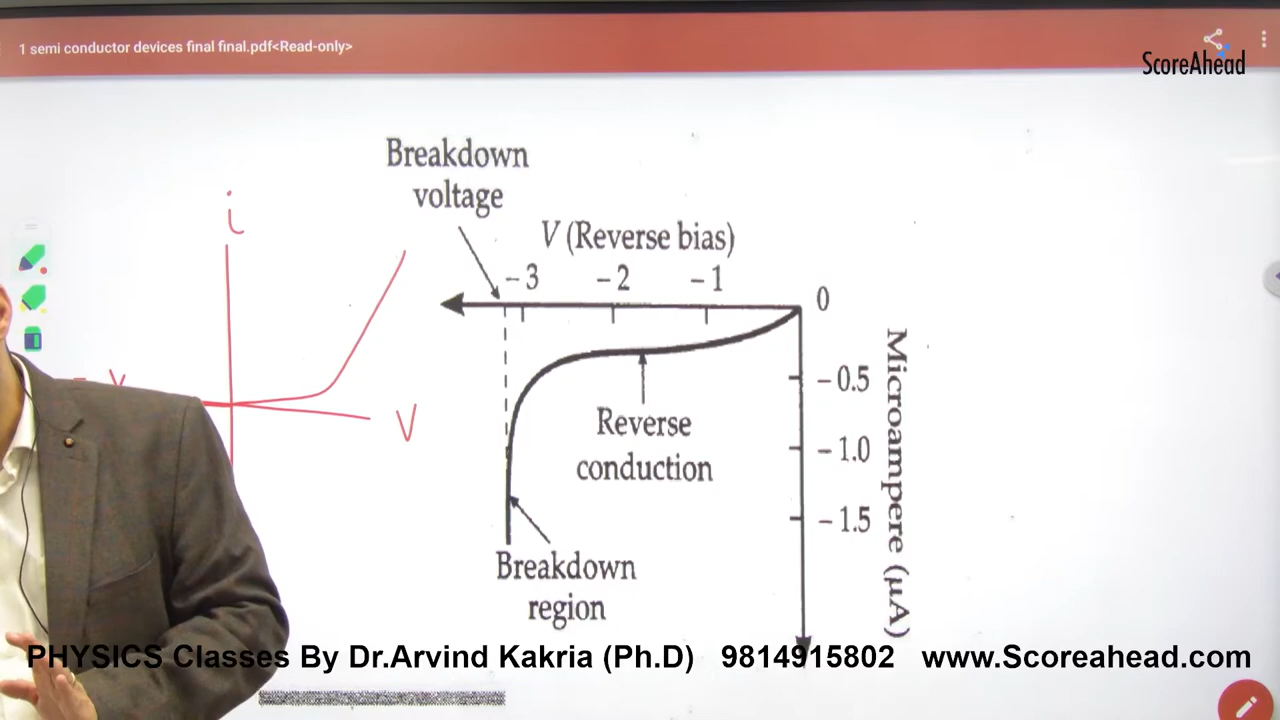 1 semi conductor devices final final.pdf<Read-only>
ScoreAhead
Breakdown
voltage
V (Reverse bias)
– 3 – 2 – 1 0
– 0.5
– 1.0
– 1.5
Microampere (μA)
Reverse
conduction
Breakdown
region
i
V
– V
PHYSICS Classes By Dr.Arvind Kakria (Ph.D) 9814915802 www.Scoreahead.com